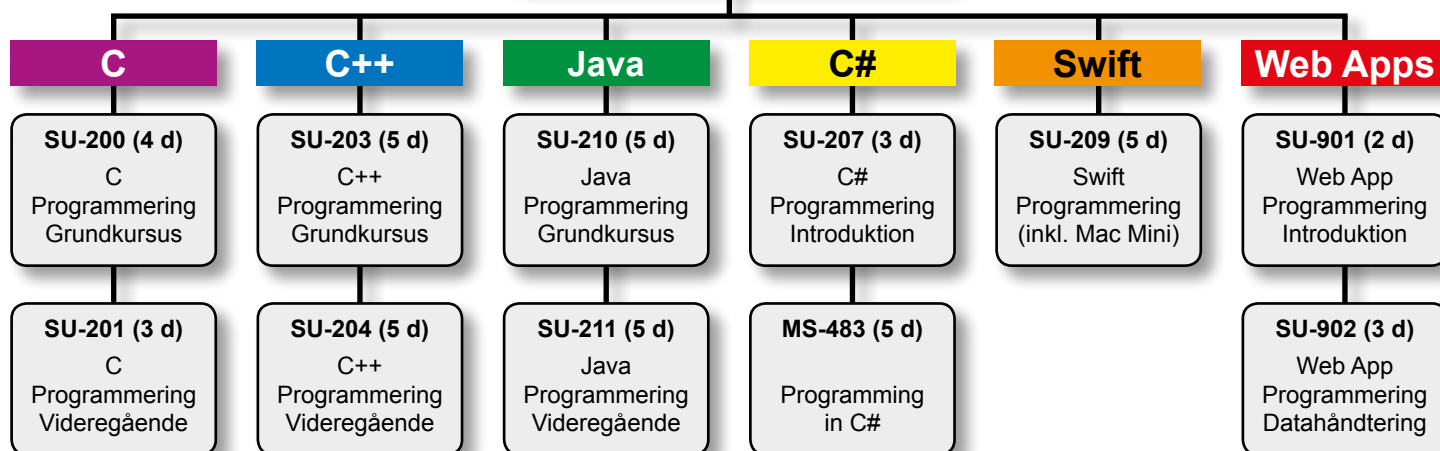 C
SU-200 (4 d)
C
Programmering
Grundkursus
SU-201 (3 d)
C
Programmering
Videregående
C++
SU-203 (5 d)
C++
Programmering
Grundkursus
SU-204 (5 d)
C++
Programmering
Videregående
Java
SU-210 (5 d)
Java
Programmering
Grundkursus
SU-211 (5 d)
Java
Programmering
Videregående
C#
SU-207 (3 d)
C#
Programmering
Introduktion
MS-483 (5 d)
Programming
in C#
Swift
SU-209 (5 d)
Swift
Programmering
(inkl. Mac Mini)
Web Apps
SU-901 (2 d)
Web App
Programmering
Introduktion
SU-902 (3 d)
Web App
Programmering
Datahåndtering